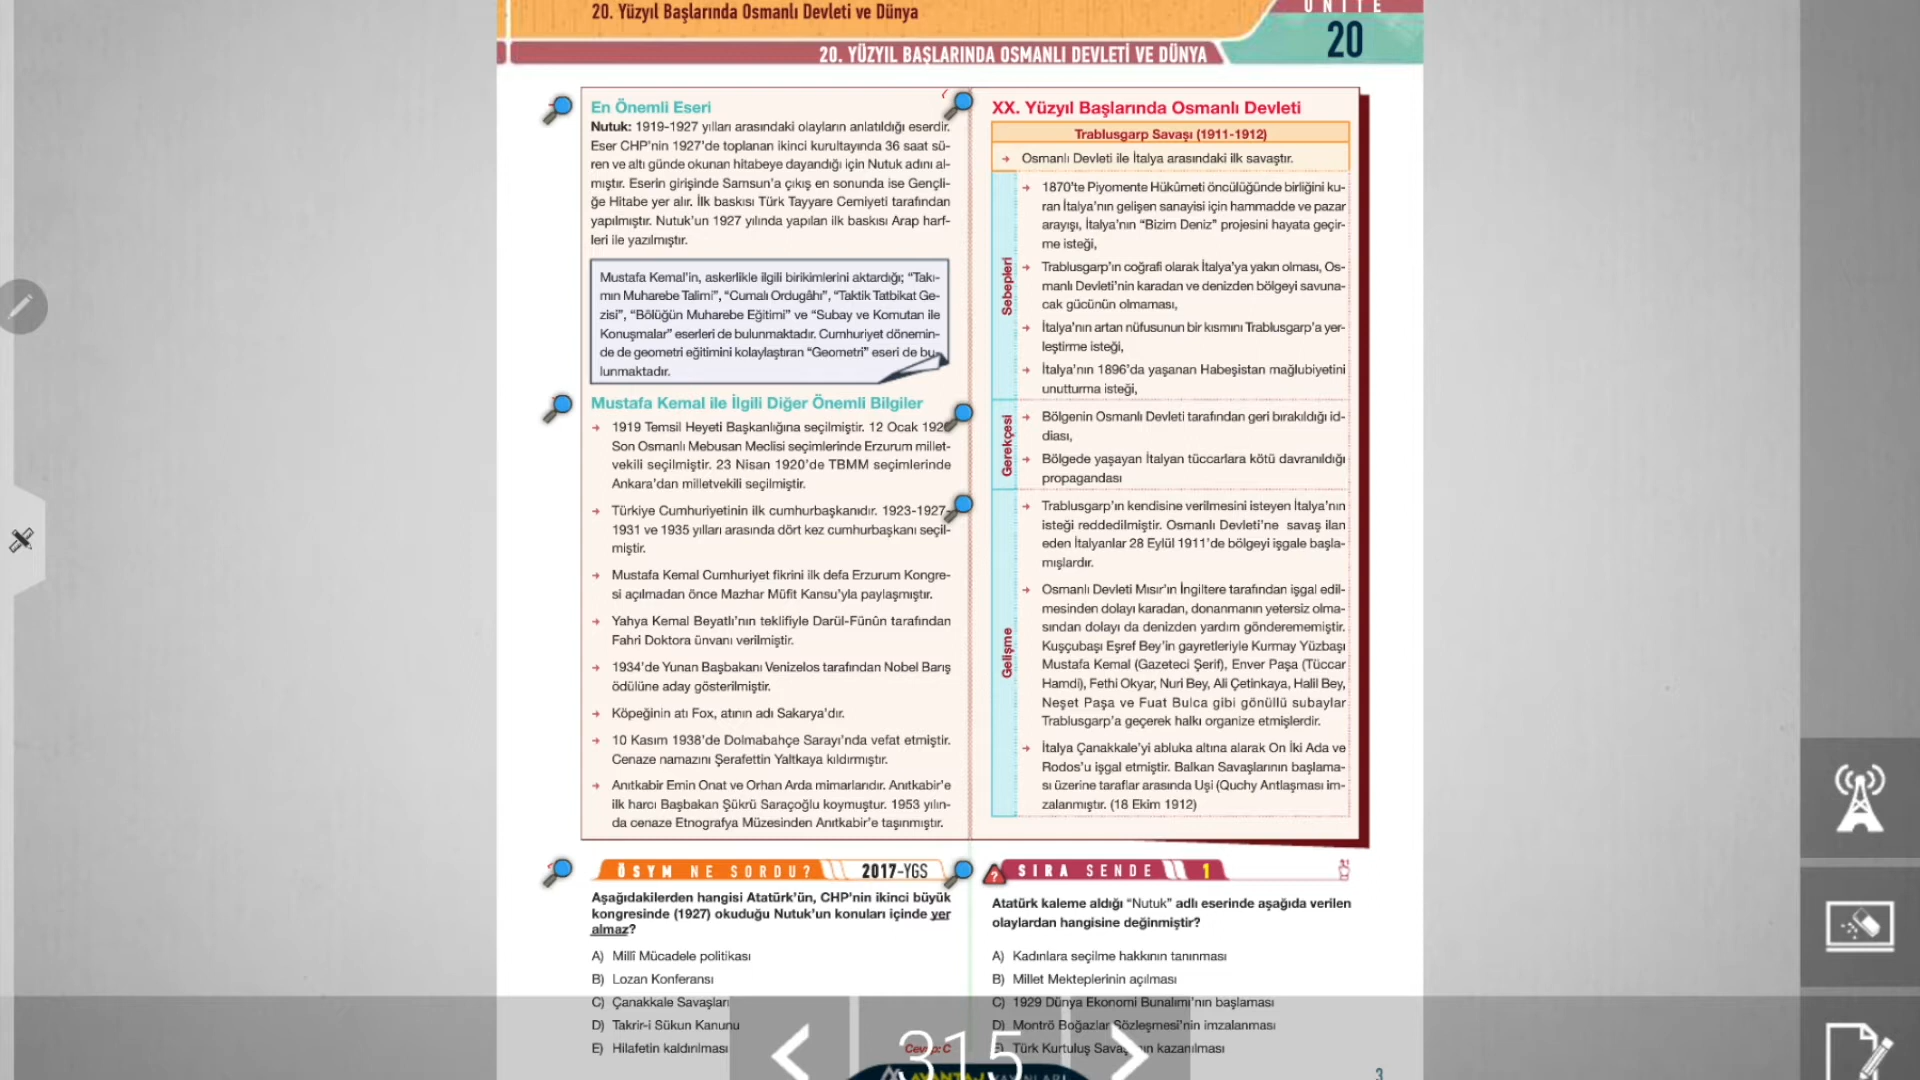 20. Yüzyıl Başlarında Osmanlı Devleti ve Dünya
ÜNİTE
20
20. YÜZYIL BAŞLARINDA OSMANLI DEVLETİ VE DÜNYA
En Önemli Eseri
Nutuk: 1919-1927 yılları arasındaki olayların anlatıldığı eserdir.
Eser CHP'nin 1927'de toplanan ikinci kurultayında 36 saat sü-
ren ve altı günde okunan hitabeye dayandığı için Nutuk adını al-
mıştır. Eserin girişinde Samsun'a çıkış en sonunda ise Gençli-
ğe Hitabe yer alır. İlk baskısı Türk Tayyare Cemiyeti tarafından
yapılmıştır. Nutuk'un 1927 yılında yapılan ilk baskısı Arap harf-
leri ile yazılmıştır.
Mustafa Kemal'in, askerlikle ilgili birikimlerini aktardığı; "Takı-
mın Muharebe Talimi", "Cumalı Ordugâhı", "Taktik Tatbikat Ge-
zisi", "Bölüğün Muharebe Eğitimi" ve "Subay ve Komutan ile
Konuşmalar" eserleri de bulunmaktadır. Cumhuriyet dönemin-
de de geometri eğitimini kolaylaştıran "Geometri" eseri de bu-
lunmaktadır.
Mustafa Kemal ile İlgili Diğer Önemli Bilgiler
→ 1919 Temsil Heyeti Başkanlığına seçilmiştir. 12 Ocak 1920
Son Osmanlı Mebusan Meclisi seçimlerinde Erzurum millet-
vekili seçilmiştir. 23 Nisan 1920'de TBMM seçimlerinde
Ankara'dan milletvekili seçilmiştir.
→ Türkiye Cumhuriyetinin ilk cumhurbaşkanıdır. 1923-1927-
1931 ve 1935 yılları arasında dört kez cumhurbaşkanı seçil-
miştir.
→ Mustafa Kemal Cumhuriyet fikrini ilk defa Erzurum Kongre-
si açılmadan önce Mazhar Müfit Kansu'yla paylaşmıştır.
→ Yahya Kemal Beyatlı'nın teklifiyle Darül-Fünûn tarafından
Fahri Doktora ünvanı verilmiştir.
→ 1934'de Yunan Başbakanı Venizelos tarafından Nobel Barış
ödülüne aday gösterilmiştir.
→ Köpeğinin atı Fox, atının adı Sakarya'dır.
→ 10 Kasım 1938'de Dolmabahçe Sarayı'nda vefat etmiştir.
Cenaze namazını Şerafettin Yaltkaya kıldırmıştır.
→ Anıtkabir Emin Onat ve Orhan Arda mimarlarıdır. Anıtkabir'e
ilk harcı Başbakan Şükrü Saraçoğlu koymuştur. 1953 yılın-
da cenaze Etnografya Müzesinden Anıtkabir'e taşınmıştır.
XX. Yüzyıl Başlarında Osmanlı Devleti
Trablusgarp Savaşı (1911-1912)
→ Osmanlı Devleti ile İtalya arasındaki ilk savaştır.
Sebepleri
→ 1870'te Piyomente Hükûmeti öncülüğünde birliğini ku-
ran İtalya'nın gelişen sanayisi için hammadde ve pazar
arayışı, İtalya'nın "Bizim Deniz" projesini hayata geçir-
me isteği,
→ Trablusgarp'ın coğrafi olarak İtalya'ya yakın olması, Os-
manlı Devleti'nin karadan ve denizden bölgeyi savuna-
cak gücünün olmaması,
→ İtalya'nın artan nüfusunun bir kısmını Trablusgarp'a yer-
leştirme isteği,
→ İtalya'nın 1896'da yaşanan Habeşistan mağlubiyetini
unutturma isteği,
Gerekçesi
→ Bölgenin Osmanlı Devleti tarafından geri bırakıldığı id-
diası,
→ Bölgede yaşayan İtalyan tüccarlara kötü davranıldığı
propagandası
Gelişme
→ Trablusgarp'ın kendisine verilmesini isteyen İtalya'nın
isteği reddedilmiştir. Osmanlı Devleti'ne savaş ilan
eden İtalyanlar 28 Eylül 1911'de bölgeyi işgale başla-
mışlardır.
→ Osmanlı Devleti Mısır'ın İngiltere tarafından işgal edil-
mesinden dolayı karadan, donanmanın yetersiz olma-
sından dolayı da denizden yardım gönderememiştir.
Kuşçubaşı Eşref Bey'in gayretleriyle Kurmay Yüzbaşı
Mustafa Kemal (Gazeteci Şerif), Enver Paşa (Tüccar
Hamdi), Fethi Okyar, Nuri Bey, Ali Çetinkaya, Halil Bey,
Neşet Paşa ve Fuat Bulca gibi gönüllü subaylar
Trablusgarp'a geçerek halkı organize etmişlerdir.
→ İtalya Çanakkale'yi abluka altına alarak On İki Ada ve
Rodos'u işgal etmiştir. Balkan Savaşlarının başlama-
sı üzerine taraflar arasında Uşi (Quchy Antlaşması im-
zalanmıştır. (18 Ekim 1912)
ÖSYM NE SORDU? 2017-YGS
Aşağıdakilerden hangisi Atatürk'ün, CHP'nin ikinci büyük
kongresinde (1927) okuduğu Nutuk'un konuları içinde yer
almaz?
A) Millî Mücadele politikası
B) Lozan Konferansı
C) Çanakkale Savaşları
D) Takrir-i Sükun Kanunu
E) Hilafetin kaldırılması
Cevap: C
SIRA SENDE 1
Atatürk kaleme aldığı "Nutuk" adlı eserinde aşağıda verilen
olaylardan hangisine değinmiştir?
A) Kadınlara seçilme hakkının tanınması
B) Millet Mekteplerinin açılması
C) 1929 Dünya Ekonomi Bunalımı'nın başlaması
D) Montrö Boğazlar Sözleşmesi'nin imzalanması
E) Türk Kurtuluş Savaşı'nın kazanılması
315
AVANTAJ YAYINLARI
3